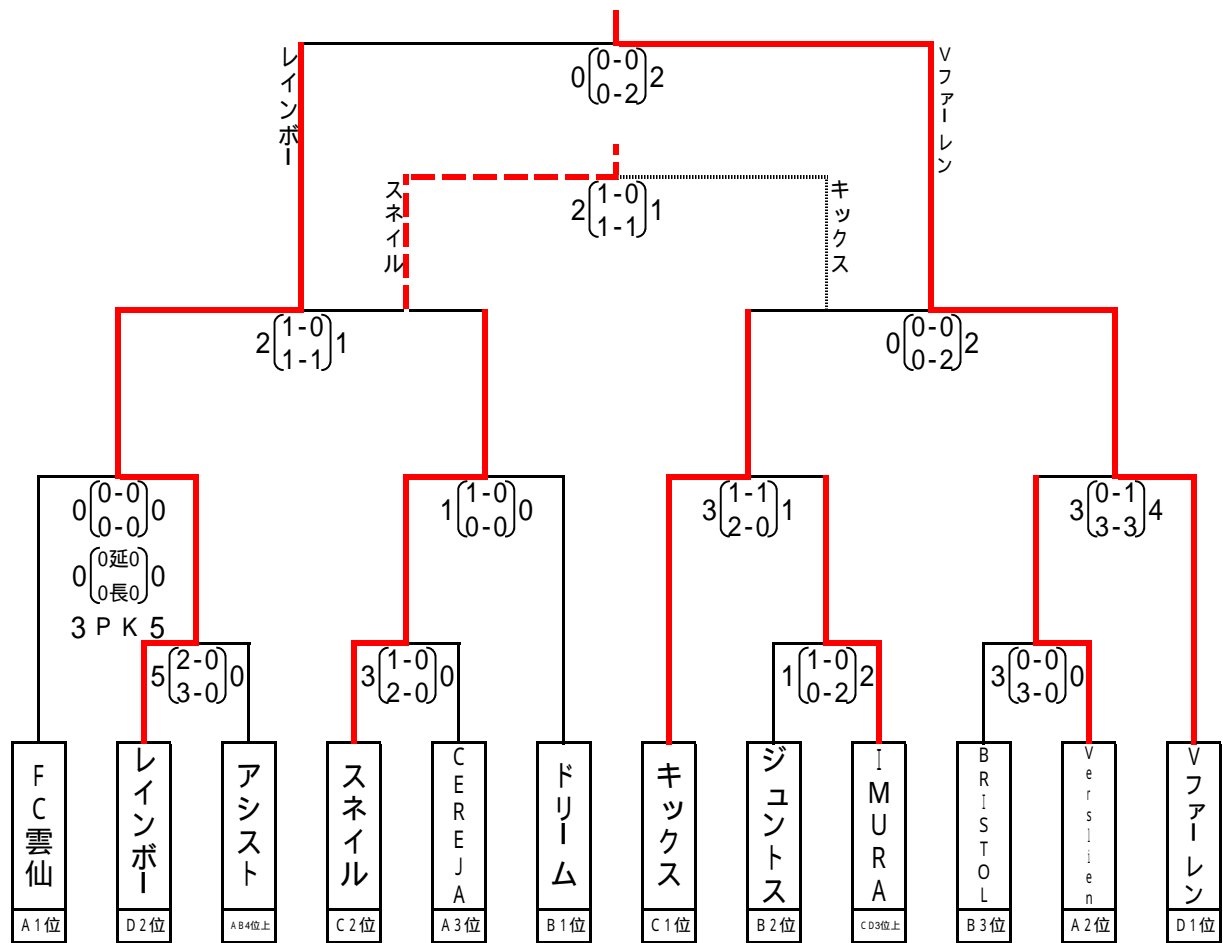 レインボー
0 0-0 2
0-2
Vファーレン
スネイル
2 1-0 1
1-1
キックス
2 1-0 1
1-1
0 0-0 2
0-2
0 0-0 0
0-0
0 0延0 0
0長0
3 PK 5
1 1-0 0
0-0
3 1-1 1
2-0
3 0-1 4
3-3
5 2-0 0
3-0
3 1-0 0
2-0
1 1-0 2
0-2
3 0-0 0
3-0
FC雲仙
レインボー
アシスト
スネイル
CEREJA
ドリーム
キックス
ジュントス
IMURA
BRISTOL
Verslien
Vファーレン
A1位
D2位
AB4位上
C2位
A3位
B1位
C1位
B2位
CD3位上
B3位
A2位
D1位